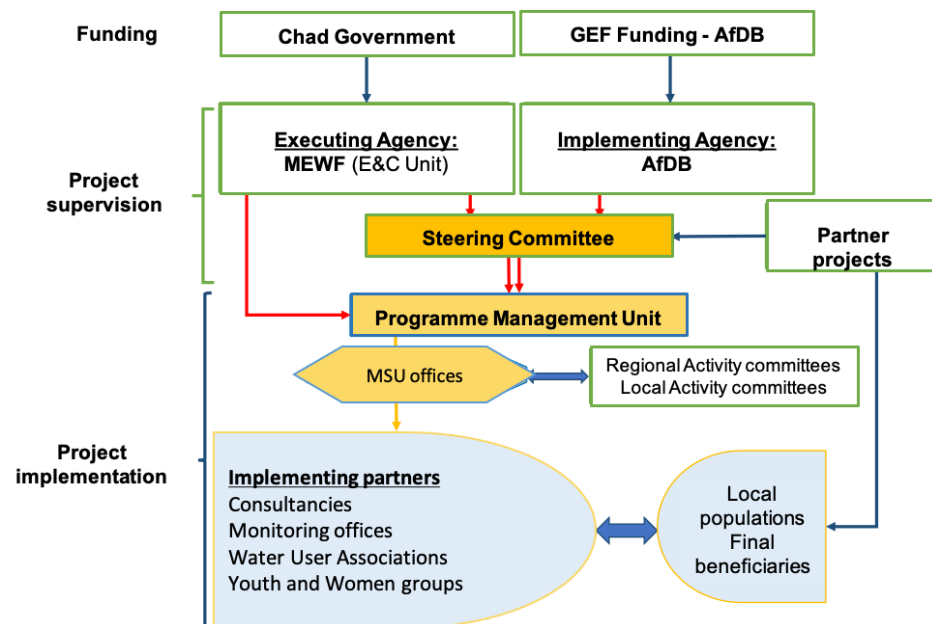 Funding
Chad Government
GEF Funding - AfDB
Executing Agency:
MEWF (E&C Unit)
Implementing Agency:
AfDB
Project
supervision
Steering Committee
Partner
projects
Programme Management Unit
MSU offices
Regional Activity committees
Local Activity committees
Project
implementation
Implementing partners
Consultancies
Monitoring offices
Water User Associations
Youth and Women groups
Local
populations
Final
beneficiaries